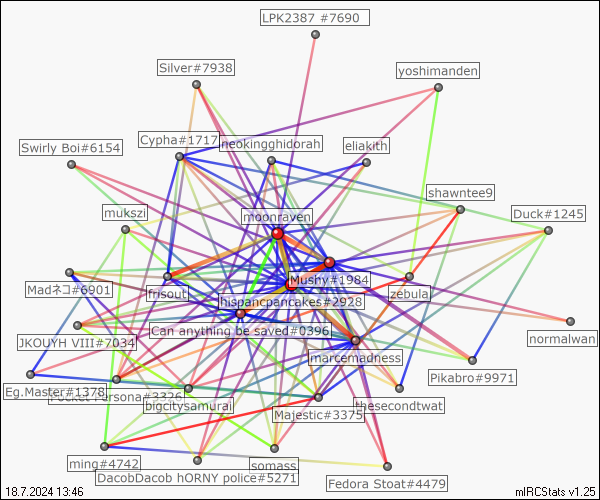 LPK2387 #7690
Silver#7938
yoshimanden
Cypha#1717
neokingghidorah
eliakith
Swirly Boi#6154
shawntee9
mukszi
moonraven
Duck#1245
Mushy#1984
Madネコ#6901
frisout
zebulaj
hispancpancakes#2928
Can anything be saved#0396
JKOUYH VIII#7034
normalwan
marcemadness
Pikabro#9971
Eg.Master#1378
Pocket Persona#3326
bigcitysamurai
thesecondtwat
Majestic#3375
ming#4742
somass
DacobDacob hORNY police#5271
Fedora Stoat#4479
18.7.2024 13:46
mIRCStats v1.25